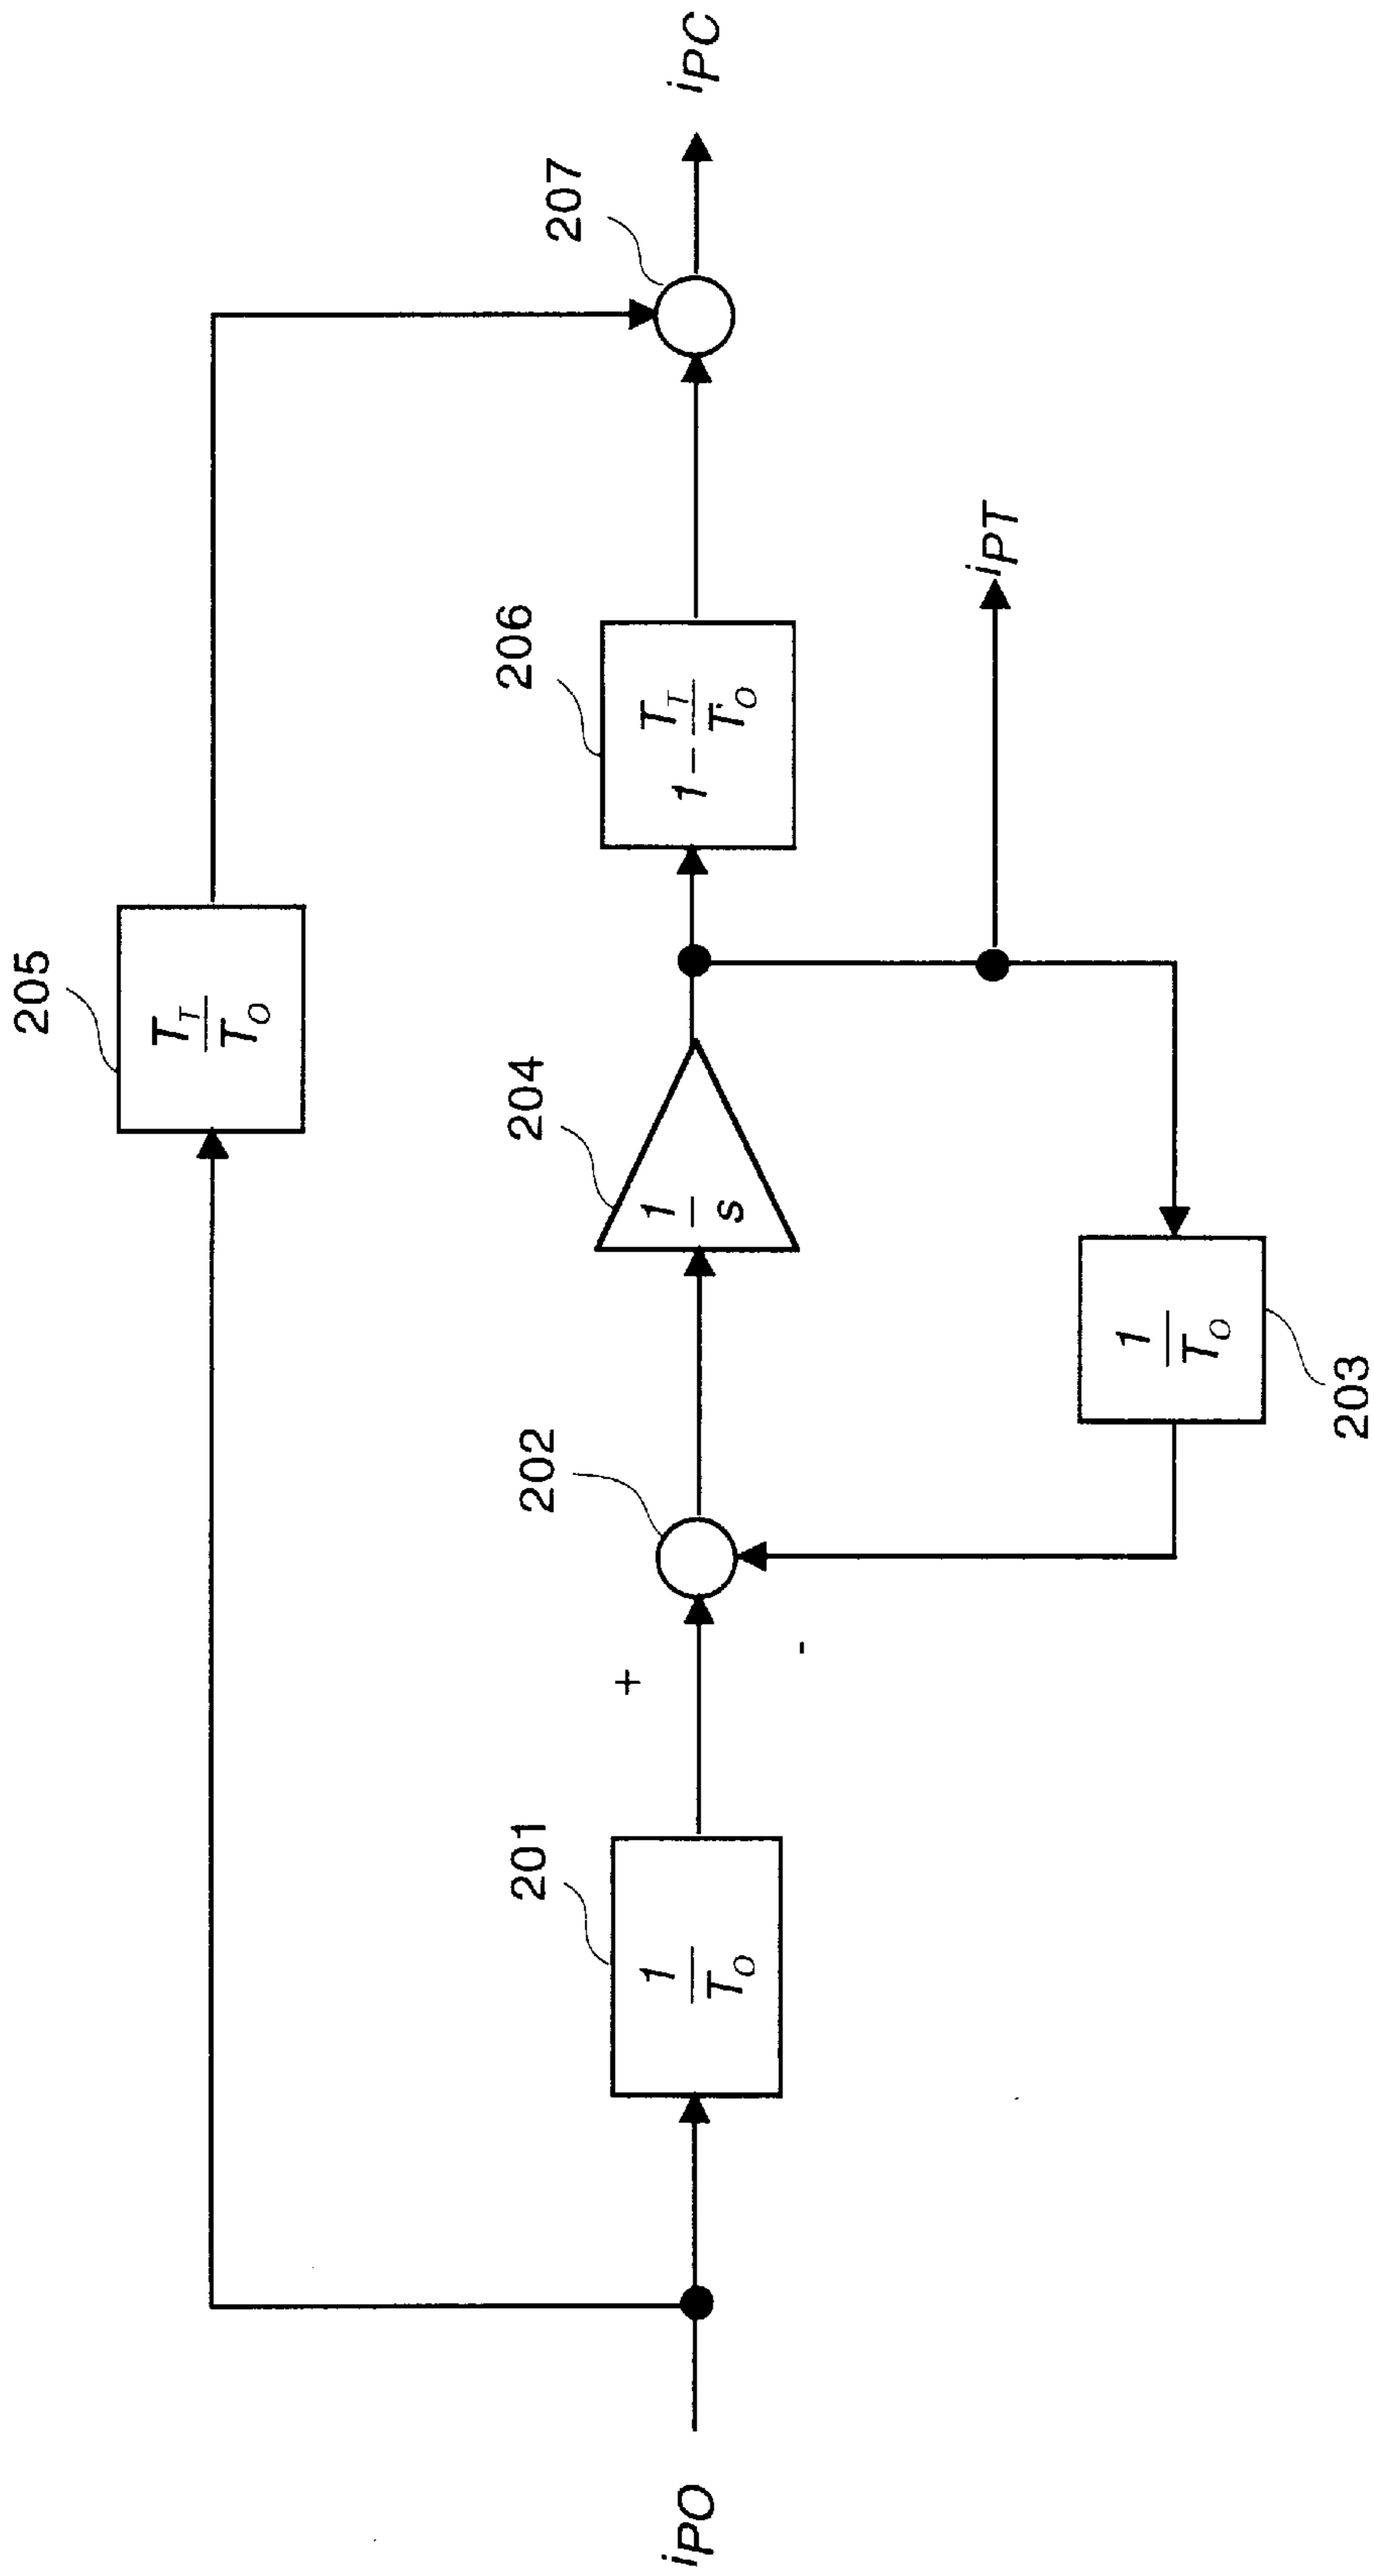 205
T_T
T_O
207
i_PC
201
1
T_O
+
-
202
204
1
s
206
1 - T_T
T_O
i_PO
i_PT
1
T_O
203